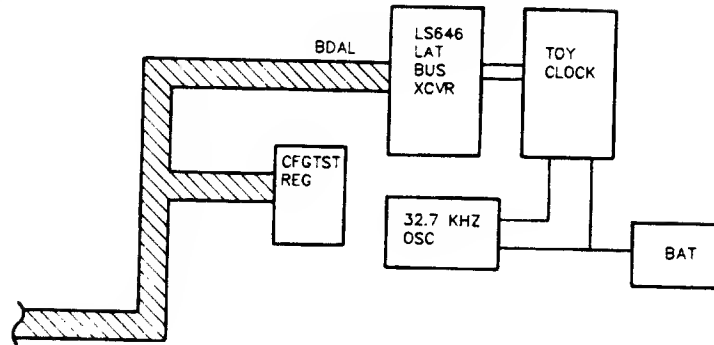 BDAL
LS646
LAT
BUS
XCVR
TOY
CLOCK
CFGTST
REG
32.7 KHZ
OSC
BAT